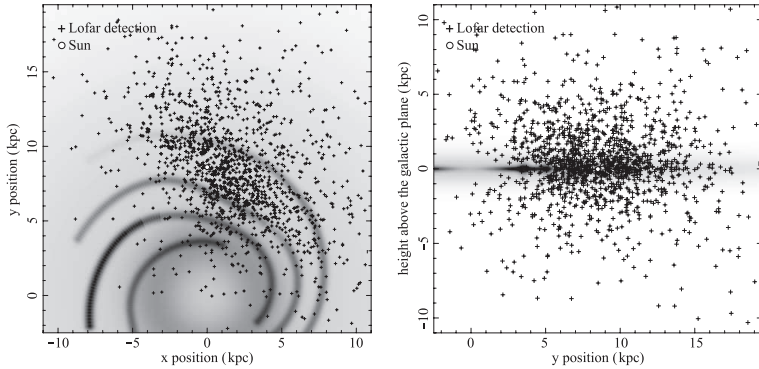 + Lofar detection
○ Sun
y position (kpc)
15
10
5
0
−10
−5
0
5
10
x position (kpc)
+ Lofar detection
○ Sun
height above the galactic plane (kpc)
10
5
0
−5
−10
0
5
10
15
y position (kpc)